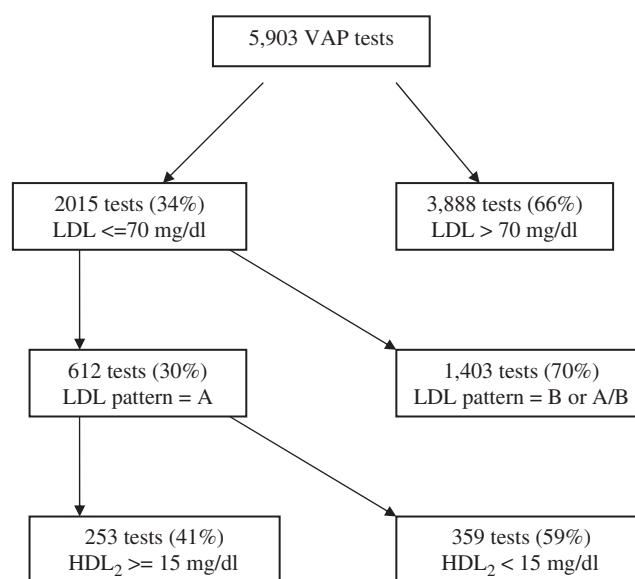 5,903 VAP tests
2015 tests (34%)
LDL <=70 mg/dl
3,888 tests (66%)
LDL > 70 mg/dl
612 tests (30%)
LDL pattern = A
1,403 tests (70%)
LDL pattern = B or A/B
253 tests (41%)
HDL₂ >= 15 mg/dl
359 tests (59%)
HDL₂ < 15 mg/dl